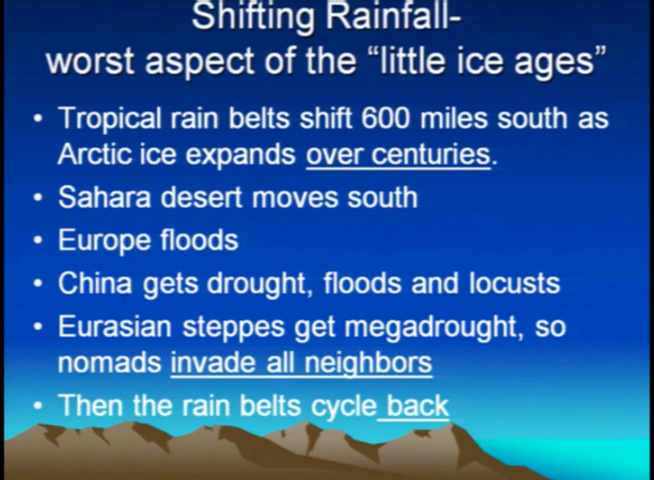 Shifting Rainfall-
worst aspect of the “little ice ages”
• Tropical rain belts shift 600 miles south as
Arctic ice expands over centuries.
• Sahara desert moves south
• Europe floods
• China gets drought, floods and locusts
• Eurasian steppes get megadrought, so
nomads invade all neighbors
• Then the rain belts cycle back